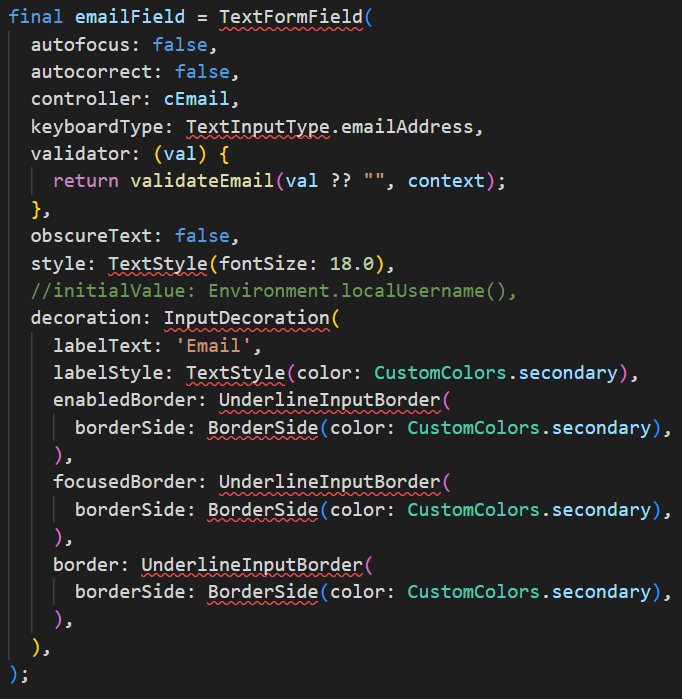 final emailField = TextFormField(
  autofocus: false,
  autocorrect: false,
  controller: cEmail,
  keyboardType: TextInputType.emailAddress,
  validator: (val) {
    return validateEmail(val ?? "", context);
  },
  obscureText: false,
  style: TextStyle(fontSize: 18.0),
  //initialValue: Environment.localUsername(),
  decoration: InputDecoration(
    labelText: 'Email',
    labelStyle: TextStyle(color: CustomColors.secondary),
    enabledBorder: UnderlineInputBorder(
      borderSide: BorderSide(color: CustomColors.secondary),
    ),
    focusedBorder: UnderlineInputBorder(
      borderSide: BorderSide(color: CustomColors.secondary),
    ),
    border: UnderlineInputBorder(
      borderSide: BorderSide(color: CustomColors.secondary),
    ),
  ),
);